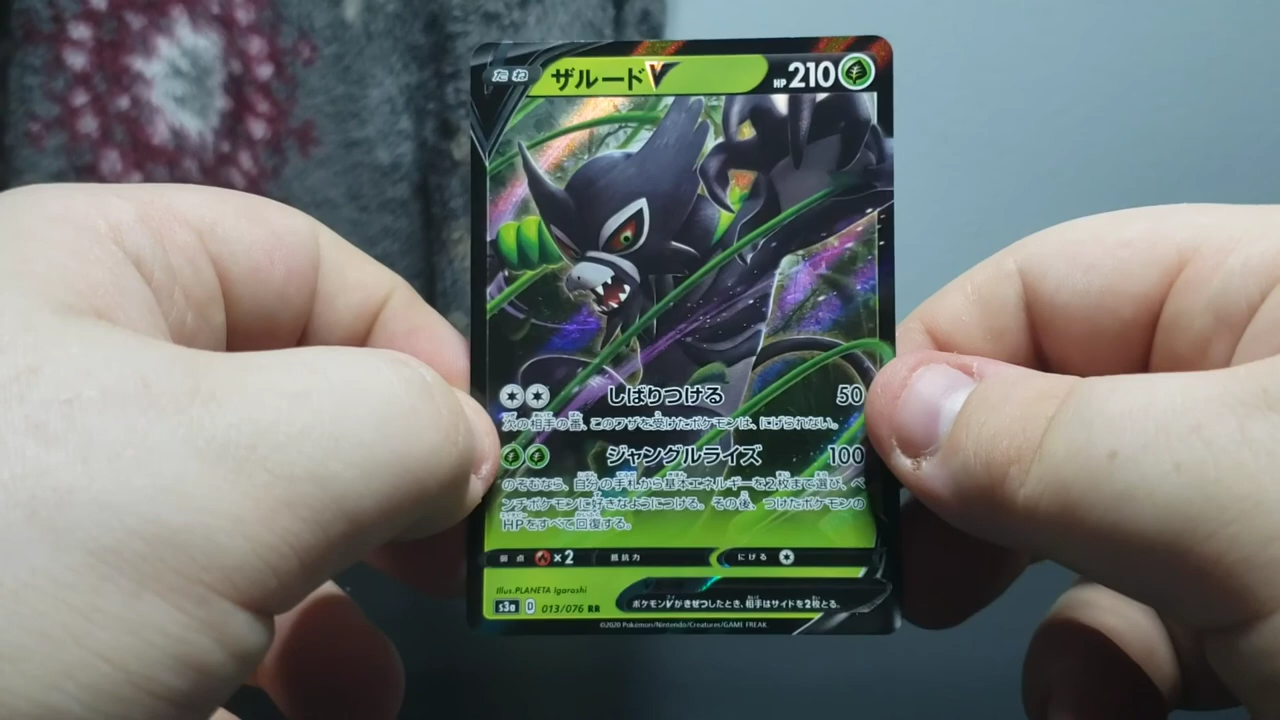 たね ザルードV HP210
しばりつける 50
次の相手の番、このワザを受けたポケモンは、にげられない。
ジャングルライズ 100
のぞむなら、自分の手札から基本エネルギーを2枚まで選び、ベ
ンチポケモンに好きなようにつける。その後、つけたポケモンの
HPをすべて回復する。
弱点 ×2 抵抗力 にげる
Illus.PLANETA Igarashi
s3a D 013/076 RR
ポケモンVがきぜつしたとき、相手はサイドを2枚とる。
©2020 Pokémon/Nintendo/Creatures/GAME FREAK